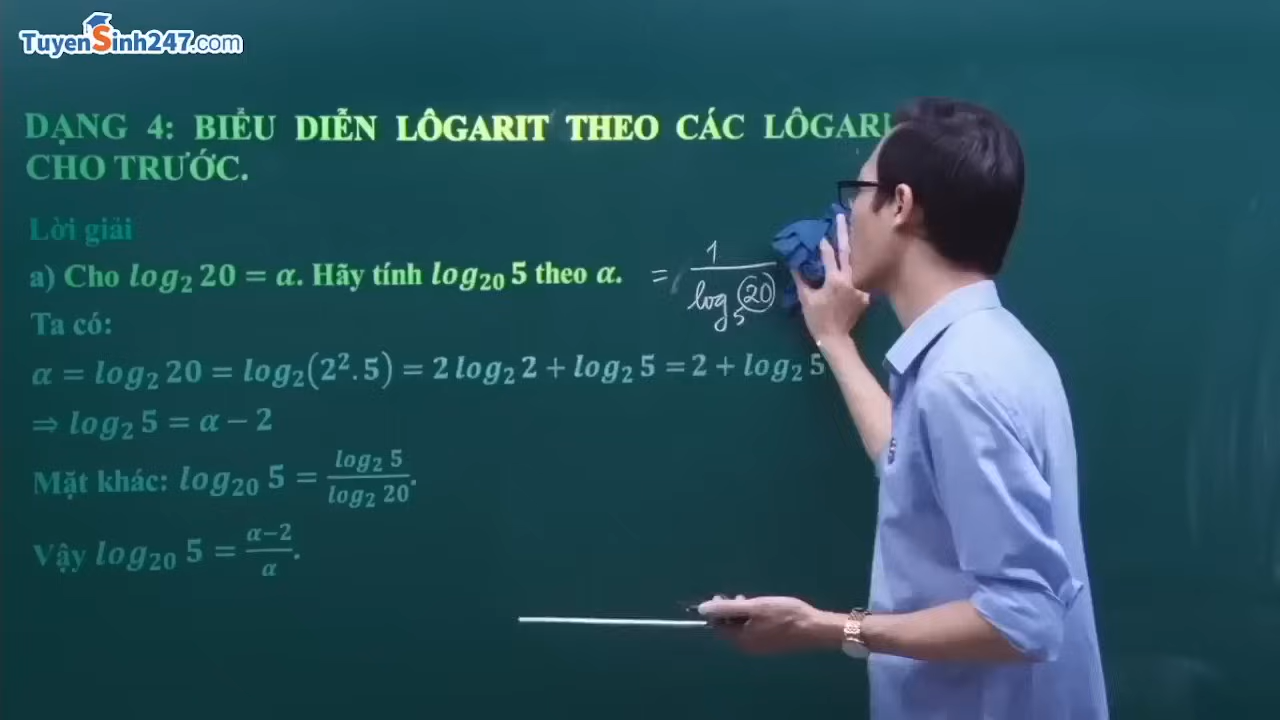 TuyenSinh247.com
DẠNG 4: BIỂU DIỄN LÔGARIT THEO CÁC LÔGARI
CHO TRƯỚC.
Lời giải
a) Cho log₂ 20 = α. Hãy tính log₂₀ 5 theo α.
= 1/log₅ 20
Ta có:
α = log₂ 20 = log₂(2².5) = 2 log₂ 2 + log₂ 5 = 2 + log₂ 5
⇒ log₂ 5 = α − 2
Mặt khác: log₂₀ 5 = log₂ 5/log₂ 20.
Vậy log₂₀ 5 = α−2/α.